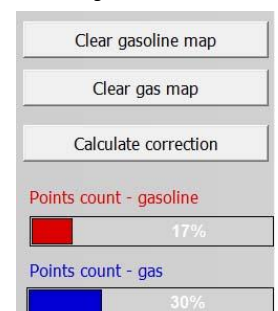 Clear gasoline map
Clear gas map
Calculate correction
Points count - gasoline
17%
Points count - gas
30%